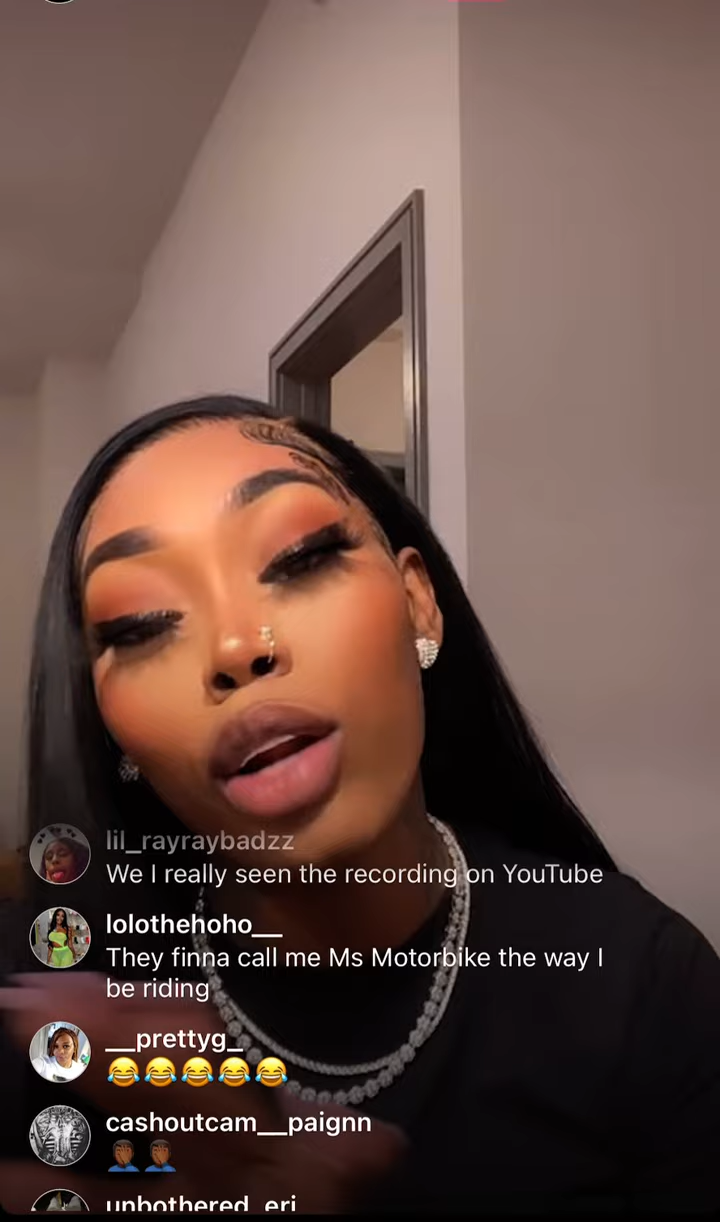 lil_rayraybadzz
We I really seen the recording on YouTube
lolothehoho__
They finna call me Ms Motorbike the way I
be riding
__prettyg_
😂😂😂😂😂
cashoutcam__paignn
🤦🏾‍♂️🤦🏾‍♂️
unbothered_eri